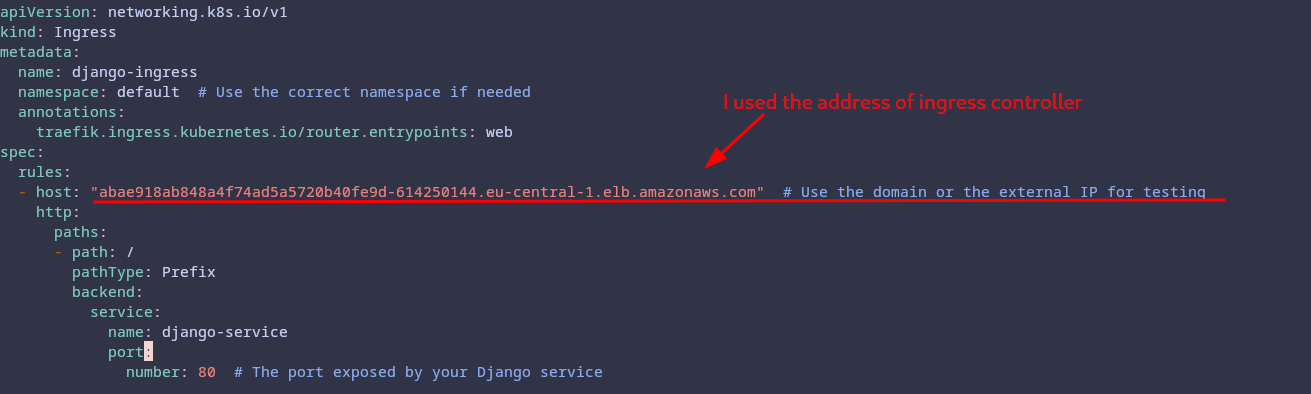 apiVersion: networking.k8s.io/v1
kind: Ingress
metadata:
  name: django-ingress
  namespace: default  # Use the correct namespace if needed
  annotations:
I used the address of ingress controller
    traefik.ingress.kubernetes.io/router.entrypoints: web
spec:
  rules:
  - host: "abae918ab848a4f74ad5a5720b40fe9d-614250144.eu-central-1.elb.amazonaws.com"  # Use the domain or the external IP for testing
    http:
      paths:
      - path: /
        pathType: Prefix
        backend:
          service:
            name: django-service
            port:
              number: 80  # The port exposed by your Django service